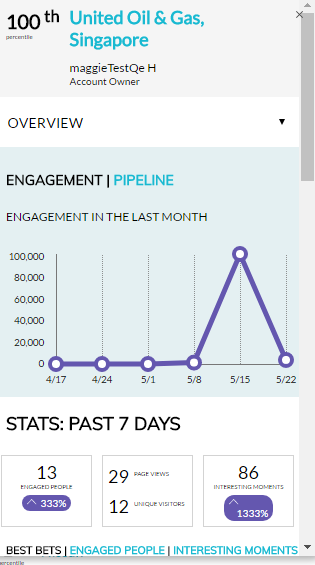 100 th
percentile
United Oil & Gas,
Singapore
maggieTestQe H
Account Owner
OVERVIEW
ENGAGEMENT | PIPELINE
ENGAGEMENT IN THE LAST MONTH
100,000
80,000
60,000
40,000
20,000
0
4/17 4/24 5/1 5/8 5/15 5/22
STATS: PAST 7 DAYS
13
ENGAGED PEOPLE
333%
29 PAGE VIEWS
12 UNIQUE VISITORS
86
INTERESTING MOMENTS
1333%
BEST BETS | ENGAGED PEOPLE | INTERESTING MOMENTS
percentile